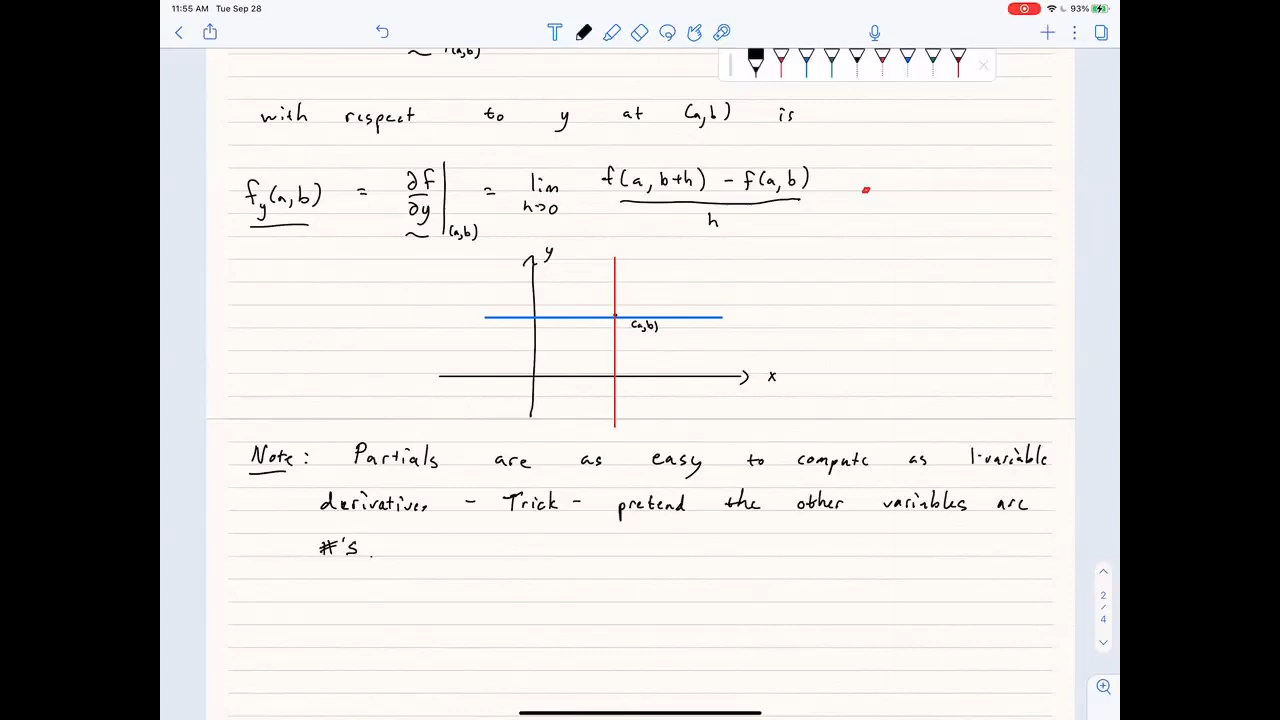 11:55 AM Tue Sep 28
93%
(a,b)
with respect to y at (a,b) is
f_y(a,b) = ∂f/∂y |_(a,b) = lim h→0 f(a, b+h) - f(a,b) / h
y
(a,b)
x
Note: Partials are as easy to compute as 1-variable
derivatives - Trick - pretend the other variables are
#'s.
2
/
4